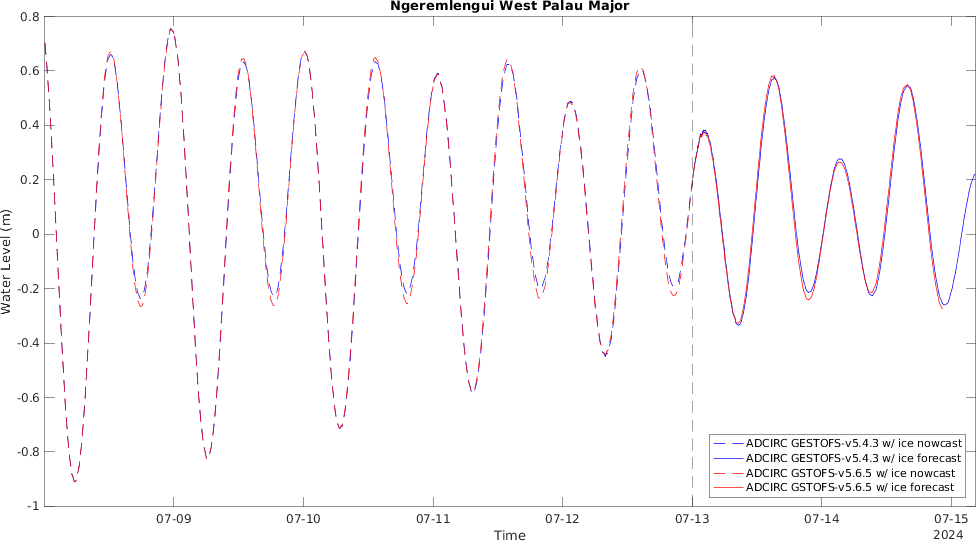 Ngeremlengui West Palau Major
0.8
0.6
0.4
0.2
0
-0.2
-0.4
-0.6
-0.8
-1
Water Level (m)
ADCIRC GESTOFS-v5.4.3 w/ ice nowcast
ADCIRC GESTOFS-v5.4.3 w/ ice forecast
ADCIRC GSTOFS-v5.6.5 w/ ice nowcast
ADCIRC GSTOFS-v5.6.5 w/ ice forecast
07-09 07-10 07-11 07-12 07-13 07-14 07-15
Time
2024